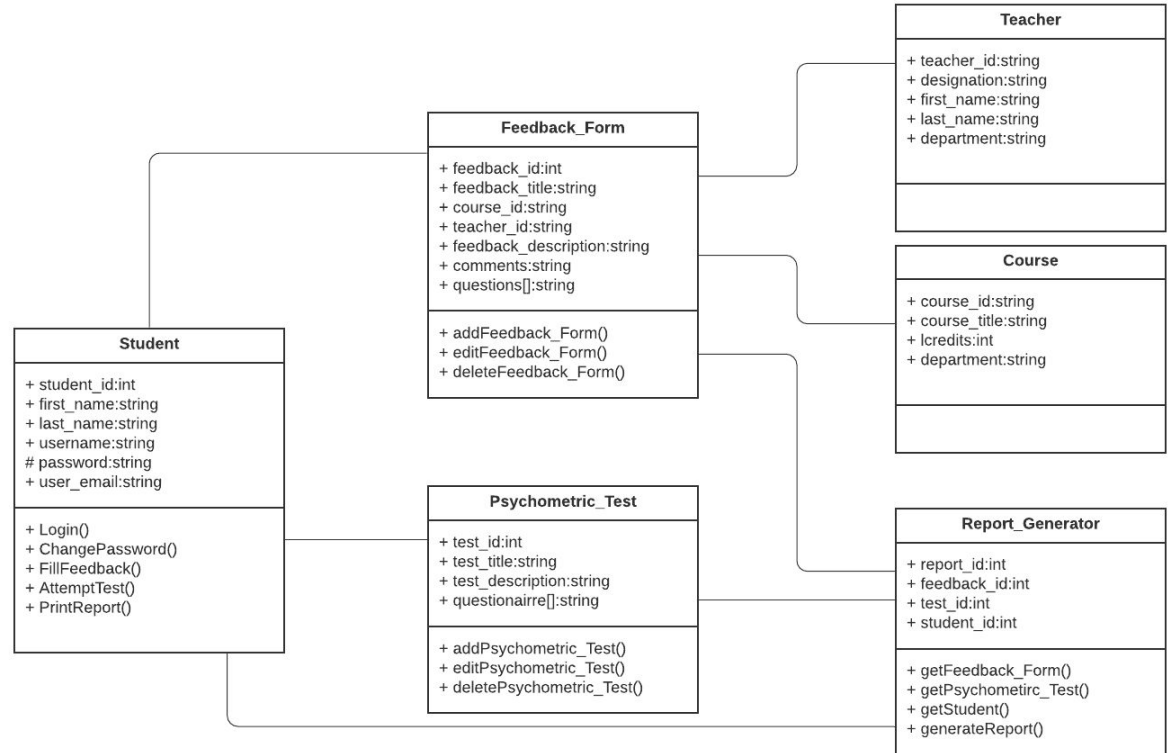 Teacher
+ teacher_id:string
+ designation:string
+ first_name:string
+ last_name:string
+ department:string
Feedback_Form
+ feedback_id:int
+ feedback_title:string
+ course_id:string
+ teacher_id:string
+ feedback_description:string
+ comments:string
+ questions[]:string
+ addFeedback_Form()
+ editFeedback_Form()
+ deleteFeedback_Form()
Course
+ course_id:string
+ course_title:string
+ lcredits:int
+ department:string
Student
+ student_id:int
+ first_name:string
+ last_name:string
+ username:string
# password:string
+ user_email:string
+ Login()
+ ChangePassword()
+ FillFeedback()
+ AttemptTest()
+ PrintReport()
Psychometric_Test
+ test_id:int
+ test_title:string
+ test_description:string
+ questionairre[]:string
+ addPsychometric_Test()
+ editPsychometric_Test()
+ deletePsychometric_Test()
Report_Generator
+ report_id:int
+ feedback_id:int
+ test_id:int
+ student_id:int
+ getFeedback_Form()
+ getPsychometirc_Test()
+ getStudent()
+ generateReport()